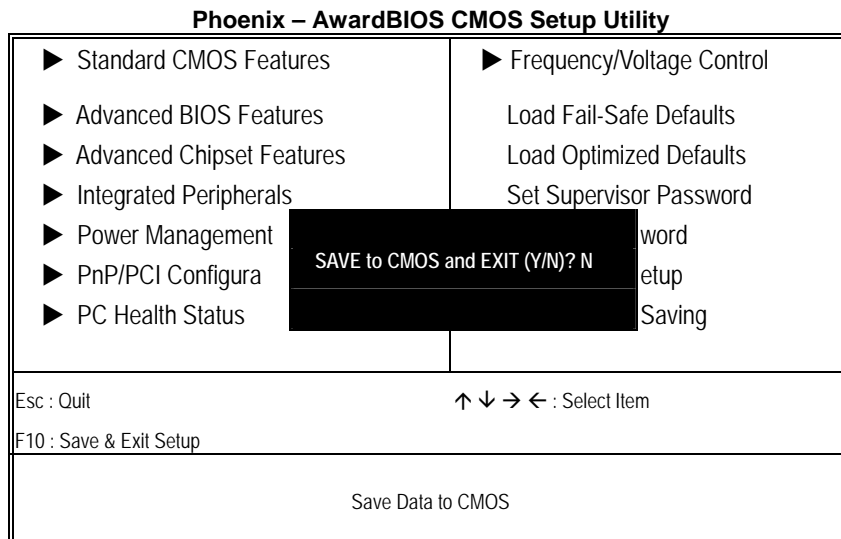 Phoenix – AwardBIOS CMOS Setup Utility
▶ Standard CMOS Features
▶ Advanced BIOS Features
▶ Advanced Chipset Features
▶ Integrated Peripherals
▶ Power Management
▶ PnP/PCI Configura
▶ PC Health Status
▶ Frequency/Voltage Control
Load Fail-Safe Defaults
Load Optimized Defaults
Set Supervisor Password
word
etup
Saving
SAVE to CMOS and EXIT (Y/N)? N
Esc : Quit
↑ ↓ → ← : Select Item
F10 : Save & Exit Setup
Save Data to CMOS